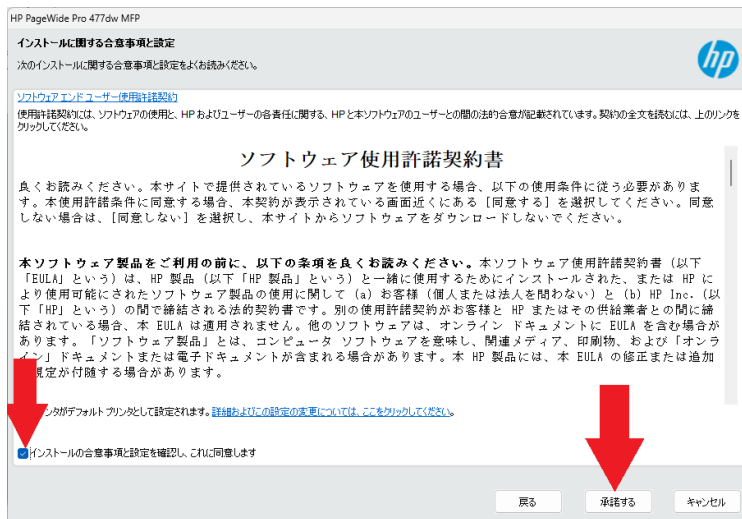 HP PageWide Pro 477dw MFP
インストールに関する合意事項と設定
次のインストールに関する合意事項と設定をよくお読みください。
hp
ソフトウェア エンド ユーザー使用許諾契約
使用許諾契約には、ソフトウェアの使用と、HP およびユーザーの各責任に関する、HP と本ソフトウェアのユーザーとの間の法的合意が記載されています。契約の全文を読むには、上のリンクを
クリックしてください。
ソフトウェア使用許諾契約書
良くお読みください。本サイトで提供されているソフトウェアを使用する場合、以下の使用条件に従う必要がありま
す。本使用許諾条件に同意する場合、本契約が表示されている画面近くにある [同意する] を選択してください。同意
しない場合は、[同意しない] を選択し、本サイトからソフトウェアをダウンロードしないでください。
本ソフトウェア製品をご利用の前に、以下の条項を良くお読みください。本ソフトウェア使用許諾契約書 (以下
「EULA」という) は、HP 製品 (以下「HP 製品」という) と一緒に使用するためにインストールされた、または HP に
より使用可能にされたソフトウェア製品の使用に関して (a) お客様 (個人または法人を問わない) と (b) HP Inc. (以
下「HP」という) の間で締結される法的契約書です。別の使用許諾契約がお客様と HP またはその供給業者との間に締
結されている場合、本 EULA は適用されません。他のソフトウェアは、オンライン ドキュメントに EULA を含む場合が
あります。「ソフトウェア製品」とは、コンピュータ ソフトウェアを意味し、関連メディア、印刷物、および「オンラ
イン」ドキュメントまたは電子ドキュメントが含まれる場合があります。本 HP 製品には、本 EULA の修正または追加
規定が付随する場合があります。
ンタがデフォルト プリンタとして設定されます。詳細およびこの設定の変更については、ここをクリックしてください。
インストールの合意事項と設定を確認し、これに同意します
戻る 承諾する キャンセル